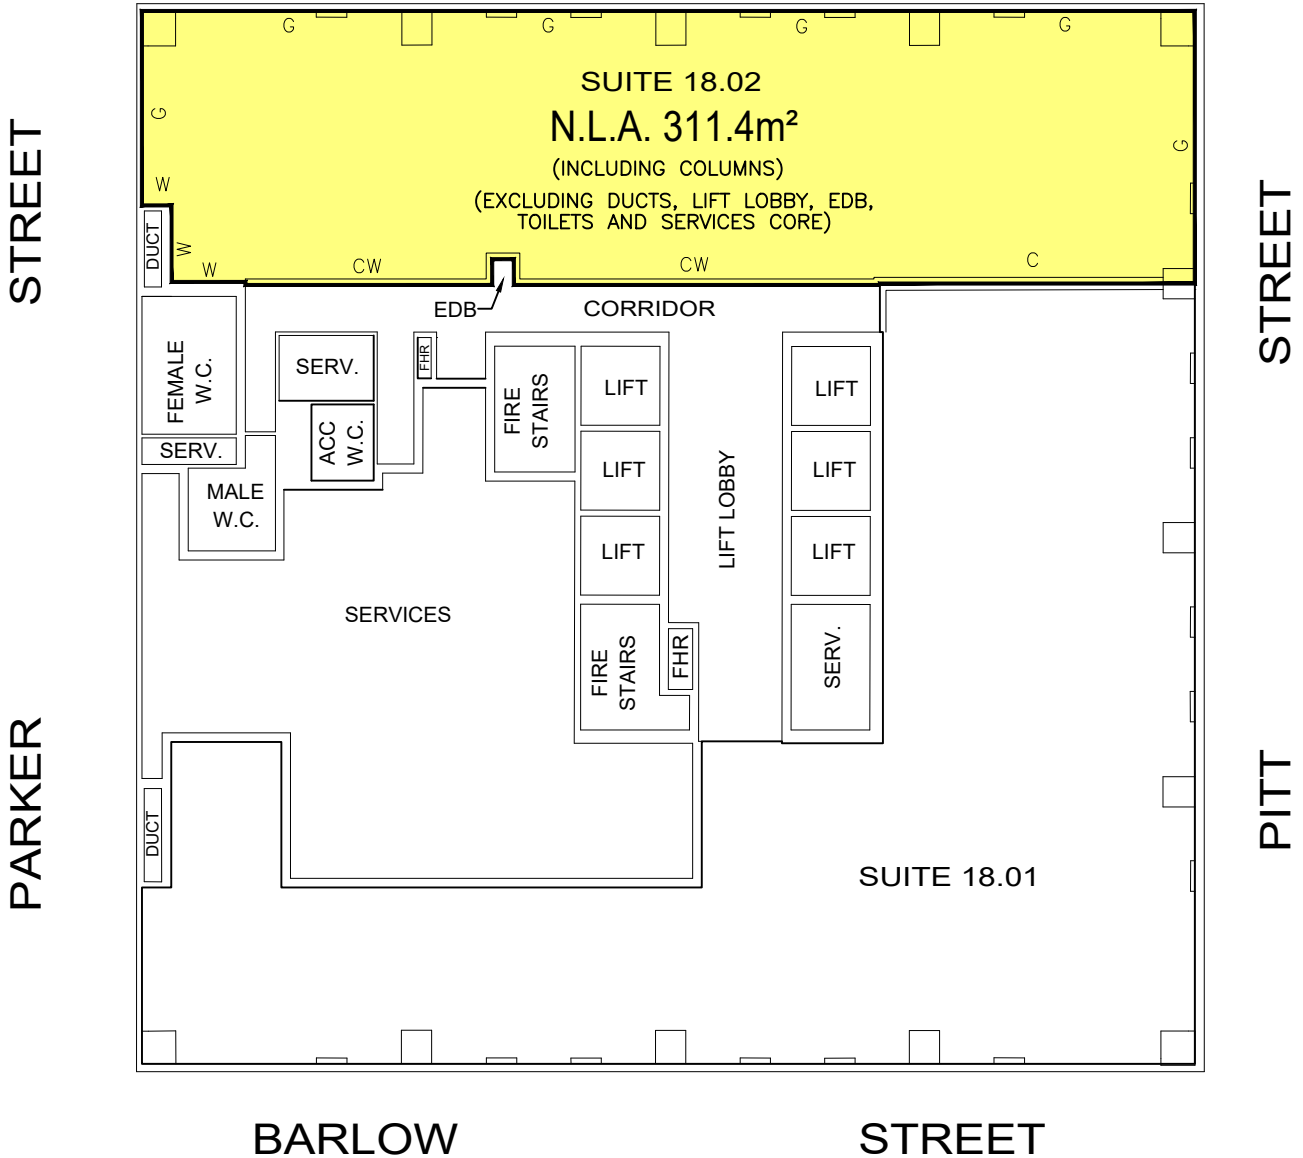 G G G G
SUITE 18.02
N.L.A. 311.4m²
(INCLUDING COLUMNS)
(EXCLUDING DUCTS, LIFT LOBBY, EDB,
TOILETS AND SERVICES CORE)
G
G
W
W
W
CW
CW
C
DUCT
EDB
CORRIDOR
FEMALE
W.C.
SERV.
FHR
FIRE
STAIRS
LIFT
LIFT
ACC
W.C.
SERV.
LIFT
LIFT
MALE
W.C.
LIFT LOBBY
LIFT
LIFT
SERVICES
FIRE
STAIRS
FHR
SERV.
DUCT
SUITE 18.01
PARKER STREET
PITT STREET
BARLOW STREET